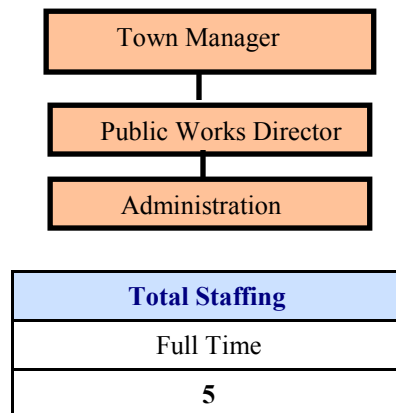 Town Manager
Public Works Director
Administration
Total Staffing
Full Time
5